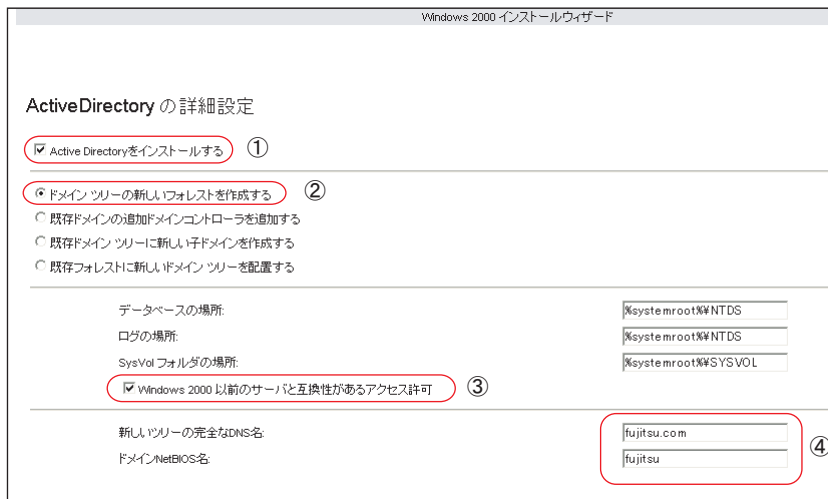 Windows 2000 インストールウィザード
ActiveDirectory の詳細設定
Active Directoryをインストールする ①
ドメイン ツリーの新しいフォレストを作成する ②
既存ドメインの追加ドメインコントローラを追加する
既存ドメイン ツリーに新しい子ドメインを作成する
既存フォレストに新しいドメイン ツリーを配置する
データベースの場所: %systemroot%¥NTDS
ログの場所: %systemroot%¥NTDS
SysVol フォルダの場所: %systemroot%¥SYSVOL
Windows 2000 以前のサーバと互換性があるアクセス許可 ③
新しいツリーの完全なDNS名: fujitsu.com
ドメインNetBIOS名: fujitsu
④